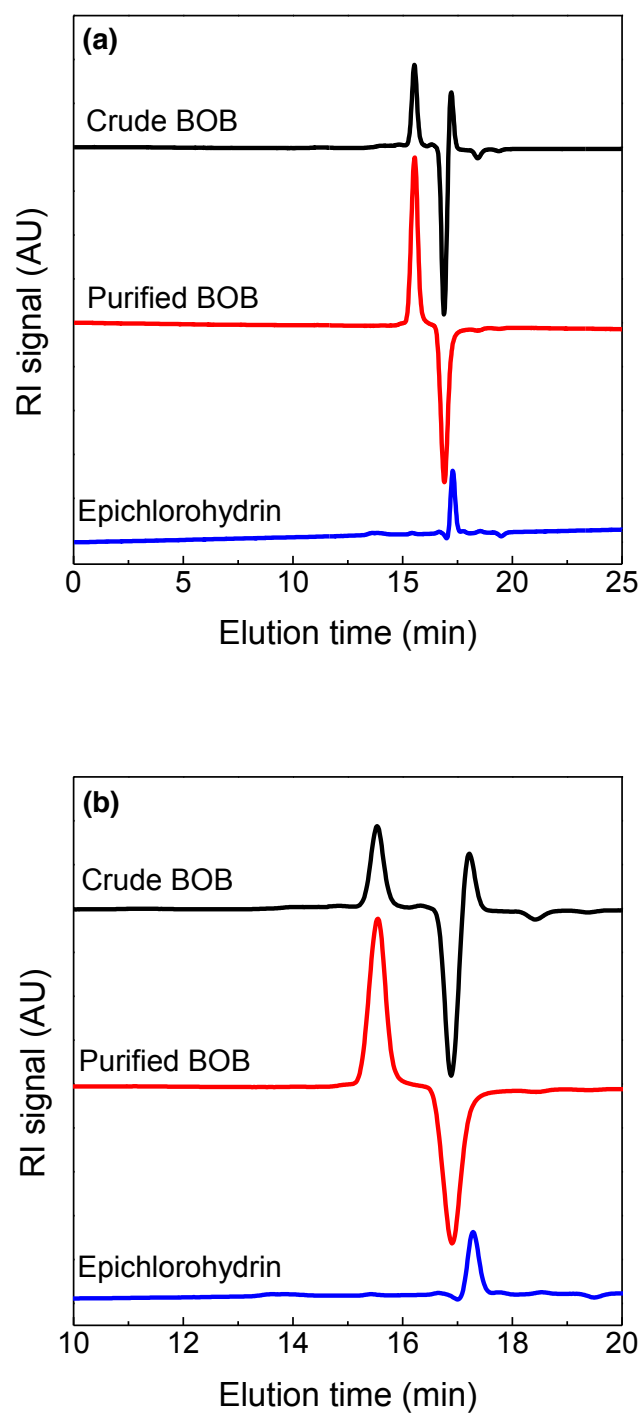 (a)
Crude BOB
Purified BOB
Epichlorohydrin
RI signal (AU)
0 5 10 15 20 25
Elution time (min)
(b)
Crude BOB
Purified BOB
Epichlorohydrin
RI signal (AU)
10 12 14 16 18 20
Elution time (min)